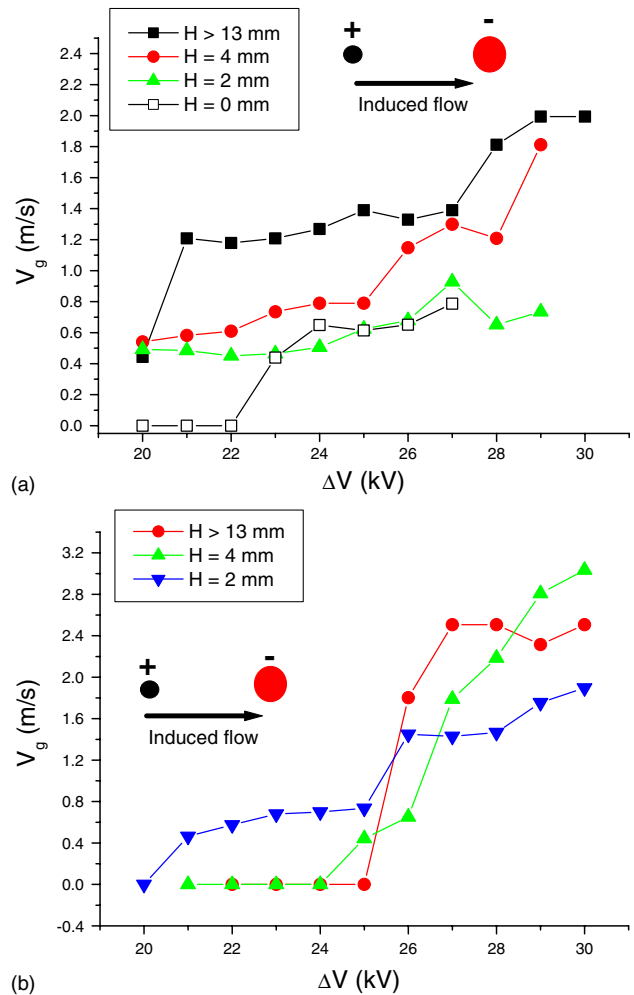 H > 13 mm
H = 4 mm
H = 2 mm
H = 0 mm
+ -
Induced flow
2.4
2.2
2.0
1.8
1.6
1.4
1.2
1.0
0.8
0.6
0.4
0.2
0.0
V_g (m/s)
20 22 24 26 28 30
ΔV (kV)
(a)
H > 13 mm
H = 4 mm
H = 2 mm
+ -
Induced flow
3.2
2.8
2.4
2.0
1.6
1.2
0.8
0.4
0.0
-0.4
V_g (m/s)
20 22 24 26 28 30
ΔV (kV)
(b)